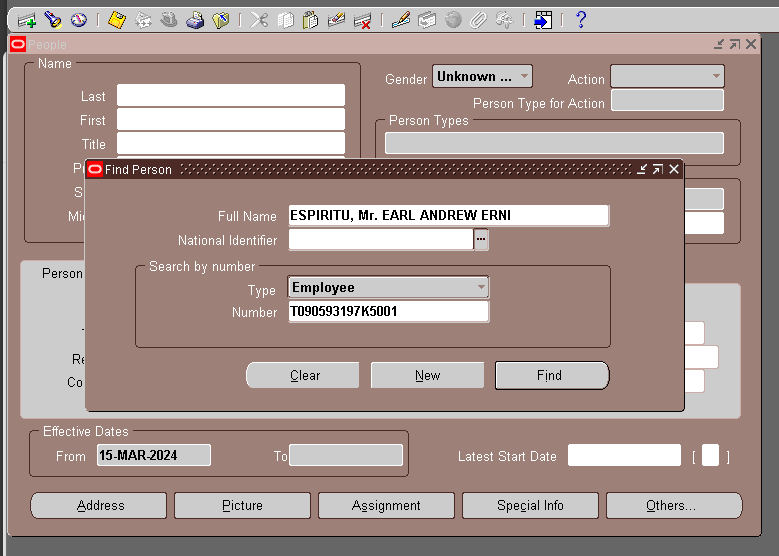 People
Name
Last
First
Title
Gender Unknown ...
Action
Person Type for Action
Person Types
Find Person
Full Name ESPIRITU, Mr. EARL ANDREW ERNI
National Identifier ...
Search by number
Type Employee
Number T090593197K5001
Clear New Find
Person
Effective Dates
From 15-MAR-2024 To
Latest Start Date [ ]
Address Picture Assignment Special Info Others...